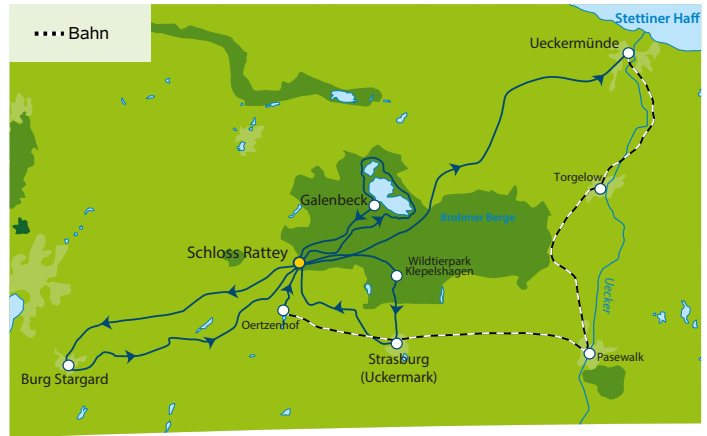 Bahn
Stettiner Haff
Ueckermünde
Torgelow
Galenbeck
Brohmer Berge
Schloss Rattey
Wildtierpark
Klepelshagen
Uecker
Oertzenhof
Strasburg
(Uckermark)
Pasewalk
Burg Stargard